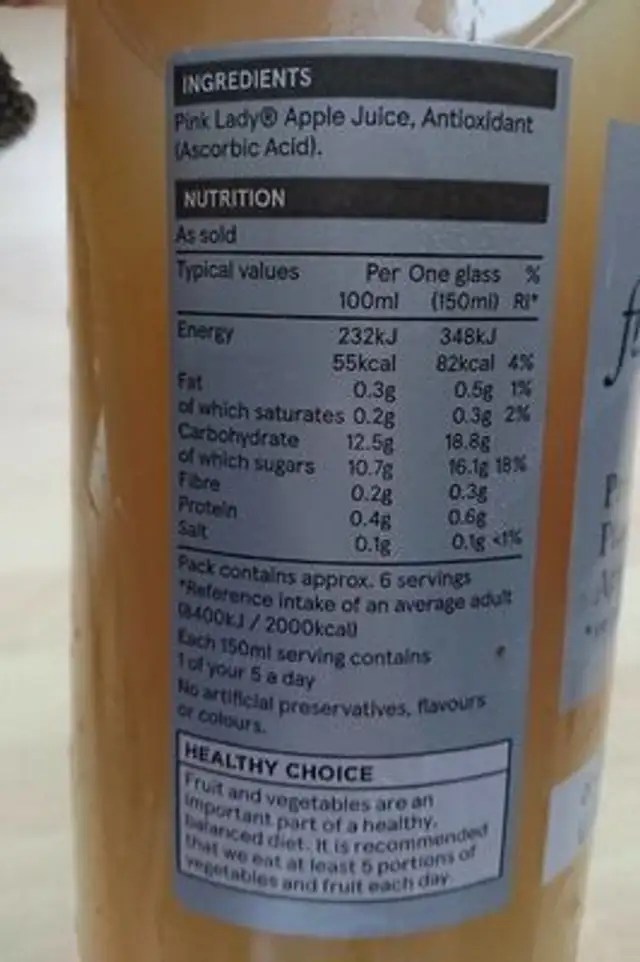 INGREDIENTS
Pink Lady® Apple Juice, Antioxidant
(Ascorbic Acid).
NUTRITION
As sold
Typical values Per One glass %
100ml (150ml) RI*
Energy 232kJ 348kJ
55kcal 82kcal 4%
Fat 0.3g 0.5g 1%
of which saturates 0.2g 0.3g 2%
Carbohydrate 12.5g 18.8g
of which sugars 10.7g 16.1g 18%
Fibre 0.2g 0.3g
Protein 0.4g 0.6g
Salt 0.1g 0.1g <1%
Pack contains approx. 6 servings
*Reference intake of an average adult
(8400kJ / 2000kcal)
Each 150ml serving contains
1 of your 5 a day
No artificial preservatives, flavours
or colours.
HEALTHY CHOICE
Fruit and vegetables are an
important part of a healthy,
balanced diet. It is recommended
that we eat at least 5 portions of
vegetables and fruit each day.